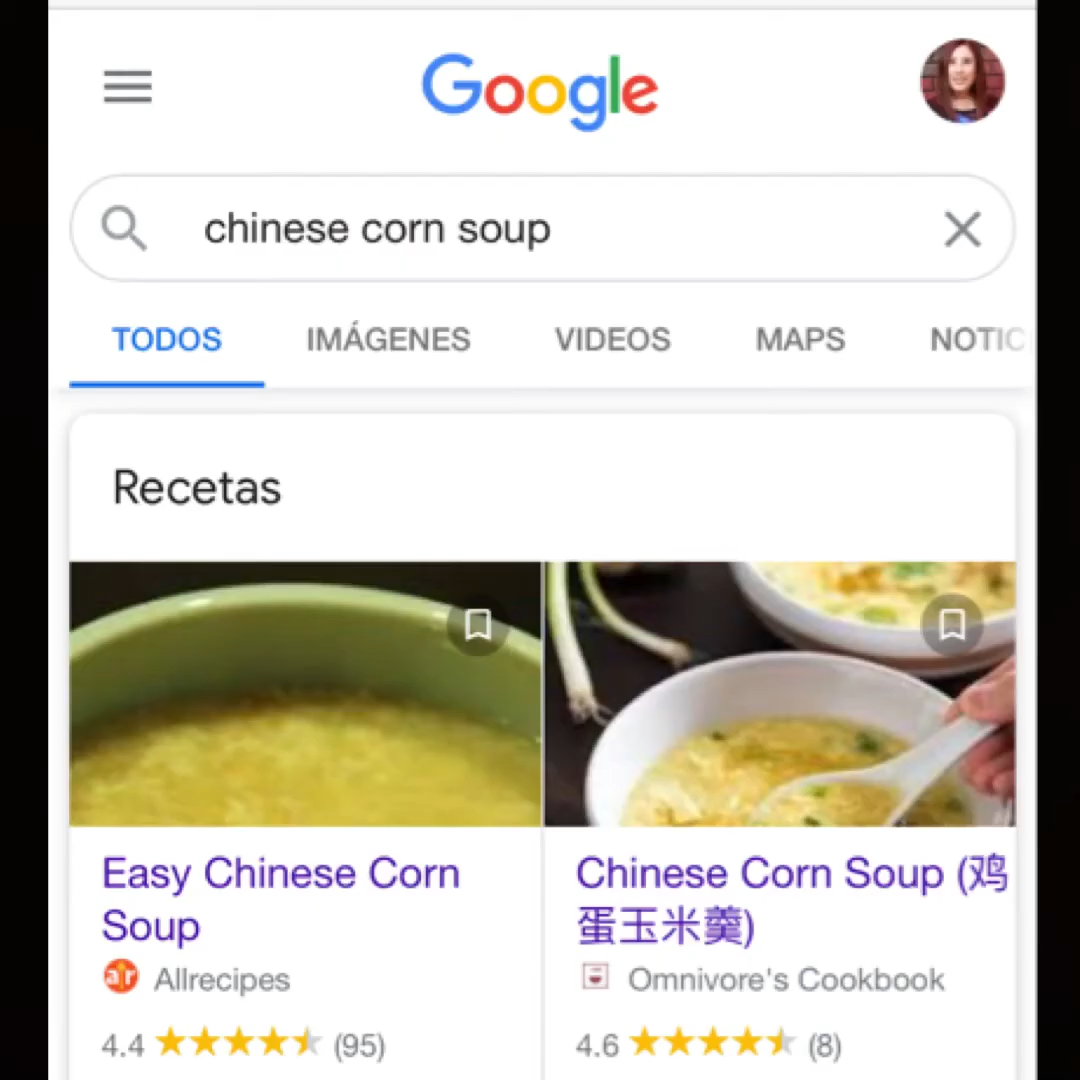 Google
chinese corn soup
TODOS IMÁGENES VIDEOS MAPS NOTIC
Recetas
Easy Chinese Corn
Soup
Allrecipes
4.4 (95)
Chinese Corn Soup (鸡
蛋玉米羹)
Omnivore's Cookbook
4.6 (8)